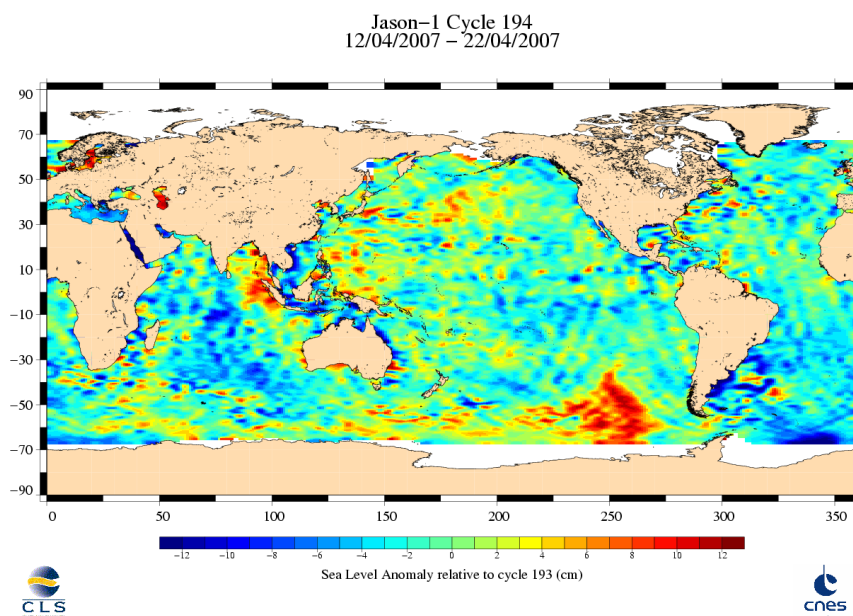 Jason-1 Cycle 194
12/04/2007 - 22/04/2007
90
70
50
30
10
-10
-30
-50
-70
-90
0 50 100 150 200 250 300 350
-12 -10 -8 -6 -4 -2 0 2 4 6 8 10 12
Sea Level Anomaly relative to cycle 193 (cm)
CLS
cnes